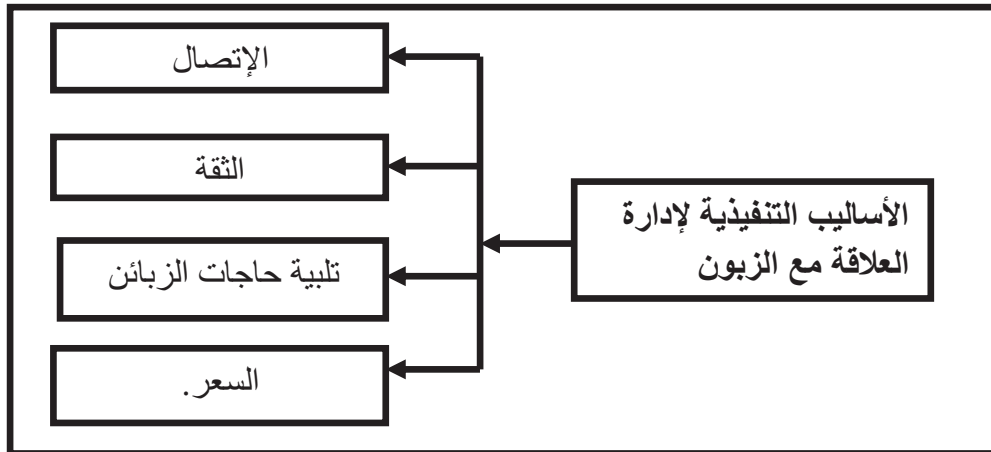 الأساليب التنفيذية لإدارة
العلاقة مع الزبون
الإتصال
الثقة
تلبية حاجات الزبائن
السعر.